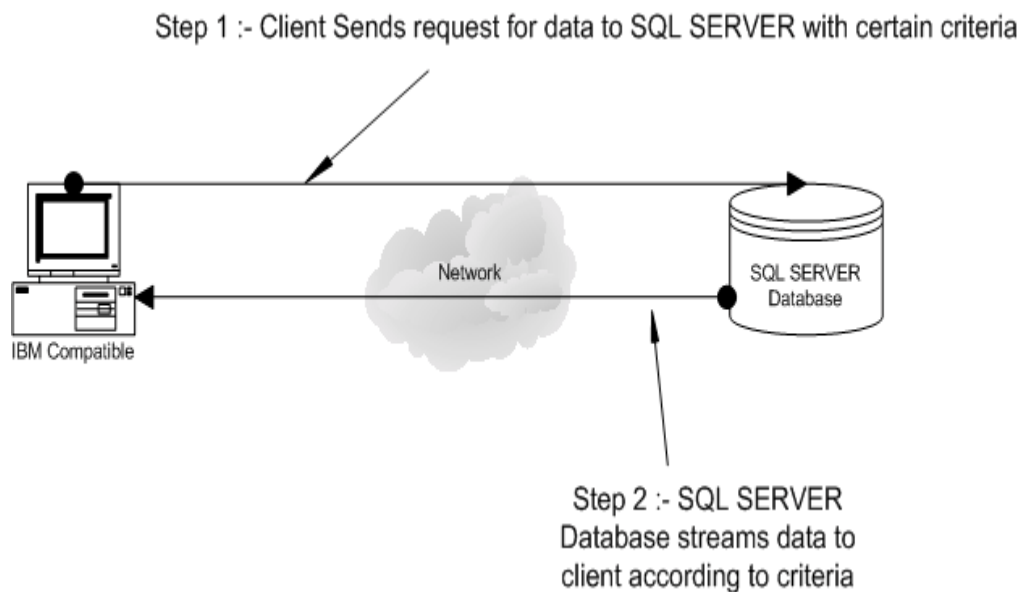 Step 1 :- Client Sends request for data to SQL SERVER with certain criteria
Network
SQL SERVER
Database
IBM Compatible
Step 2 :- SQL SERVER
Database streams data to
client according to criteria